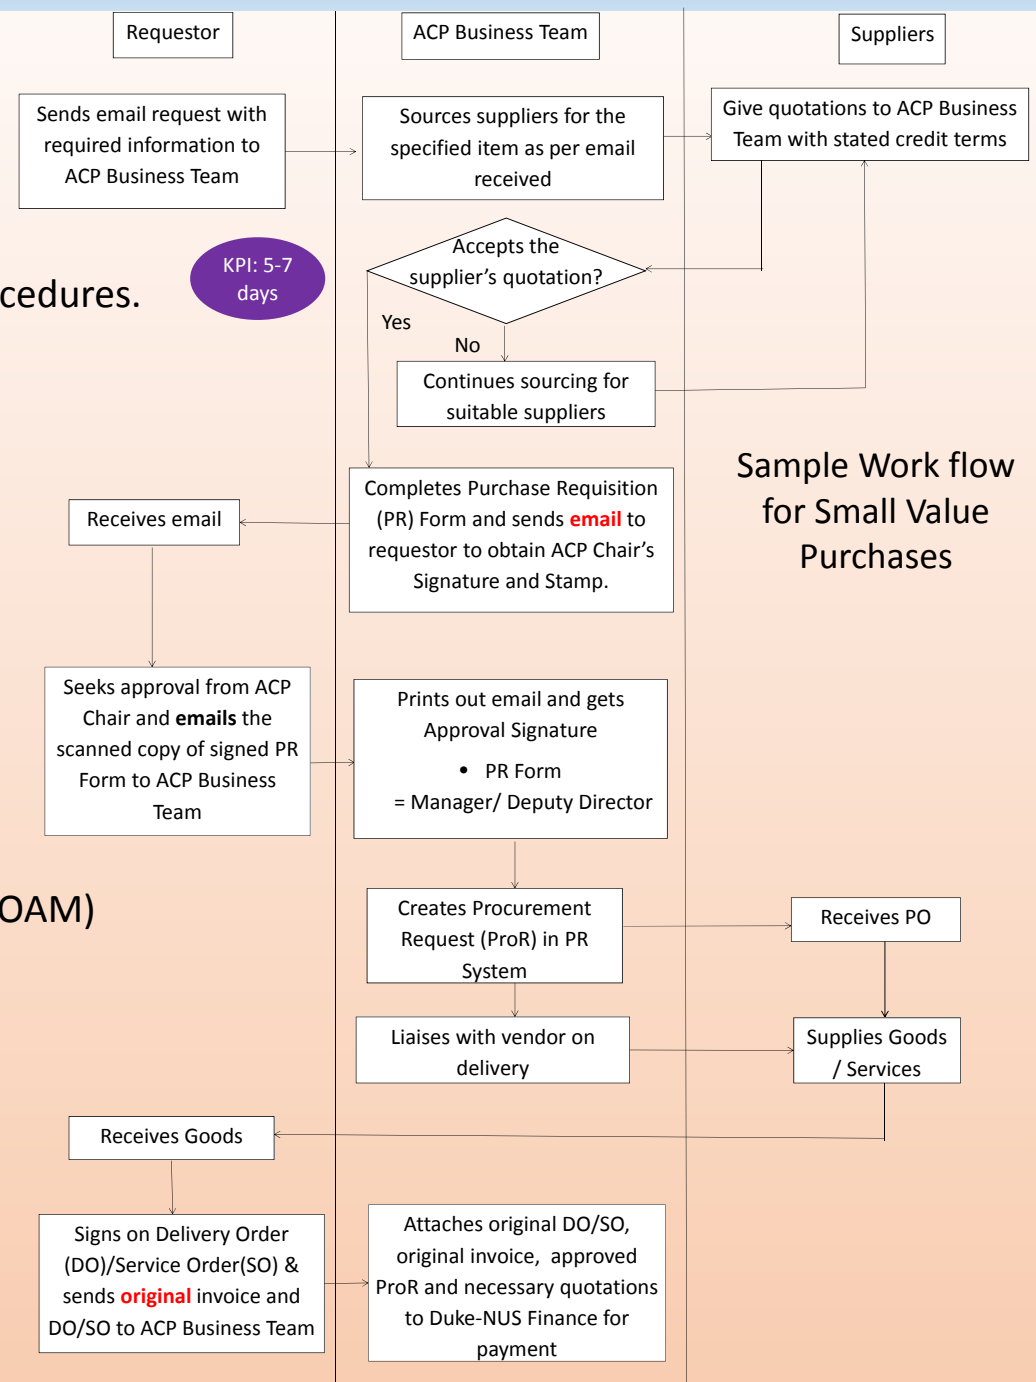 Requestor
ACP Business Team
Suppliers
Sends email request with
required information to
ACP Business Team
Sources suppliers for the
specified item as per email
received
Give quotations to ACP Business
Team with stated credit terms
cedures.
KPI: 5-7
days
Accepts the
supplier’s quotation?
Yes
No
Continues sourcing for
suitable suppliers
Sample Work flow
for Small Value
Purchases
Completes Purchase Requisition
(PR) Form and sends email to
requestor to obtain ACP Chair’s
Signature and Stamp.
Receives email
Seeks approval from ACP
Chair and emails the
scanned copy of signed PR
Form to ACP Business
Team
Prints out email and gets
Approval Signature
• PR Form
= Manager/ Deputy Director
OAM)
Creates Procurement
Request (ProR) in PR
System
Receives PO
Liaises with vendor on
delivery
Supplies Goods
/ Services
Receives Goods
Signs on Delivery Order
(DO)/Service Order(SO) &
sends original invoice and
DO/SO to ACP Business Team
Attaches original DO/SO,
original invoice, approved
ProR and necessary quotations
to Duke-NUS Finance for
payment